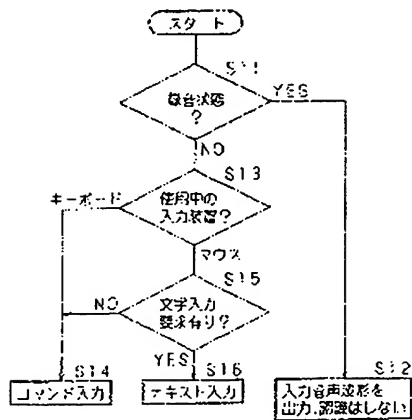 スタート
S11
状態
?
YES
NO
S13
キーボード
使用中の
入力装置?
マウス
S15
NO
文字入力
要求有り?
YES
S14
S16
S12
コマンド入力
テキスト入力
入力音声波形を
出力、認識はしない